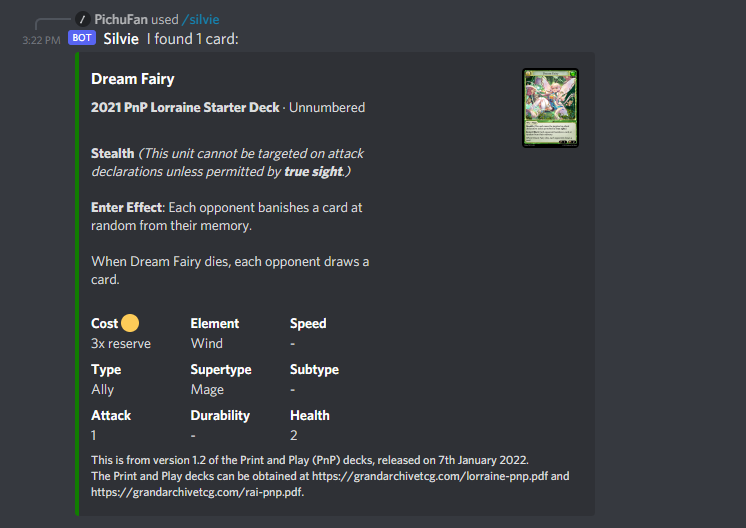 PichuFan used /silvie
3:22 PM BOT Silvie I found 1 card:
Dream Fairy
2021 PnP Lorraine Starter Deck · Unnumbered
Stealth (This unit cannot be targeted on attack
declarations unless permitted by true sight.)
Enter Effect: Each opponent banishes a card at
random from their memory.
When Dream Fairy dies, each opponent draws a
card.
Cost Element Speed
3x reserve Wind -
Type Supertype Subtype
Ally Mage -
Attack Durability Health
1 - 2
This is from version 1.2 of the Print and Play (PnP) decks, released on 7th January 2022.
The Print and Play decks can be obtained at https://grandarchivetcg.com/lorraine-pnp.pdf and
https://grandarchivetcg.com/rai-pnp.pdf.